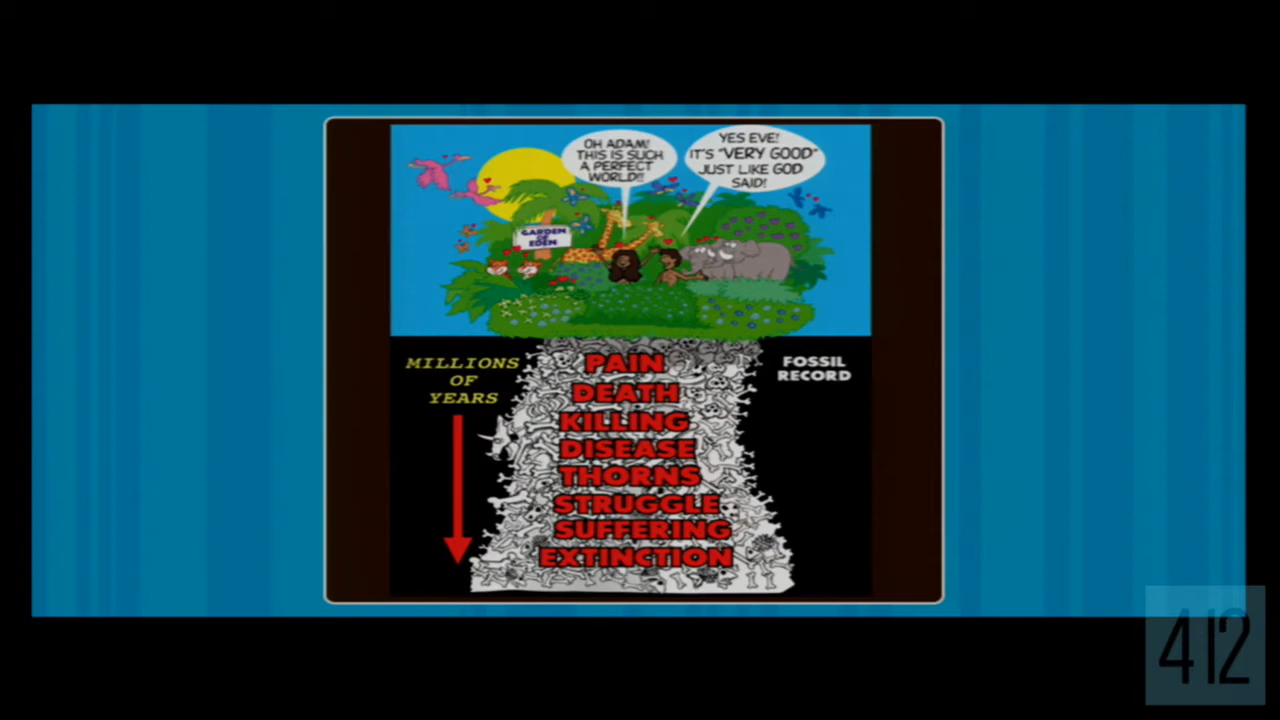 OH ADAM!
THIS IS SUCH
A PERFECT
WORLD!!
YES EVE!
IT'S "VERY GOOD"
JUST LIKE GOD
SAID!
GARDEN
OF
EDEN
MILLIONS
OF
YEARS
FOSSIL
RECORD
PAIN
DEATH
KILLING
DISEASE
THORNS
STRUGGLE
SUFFERING
EXTINCTION
412